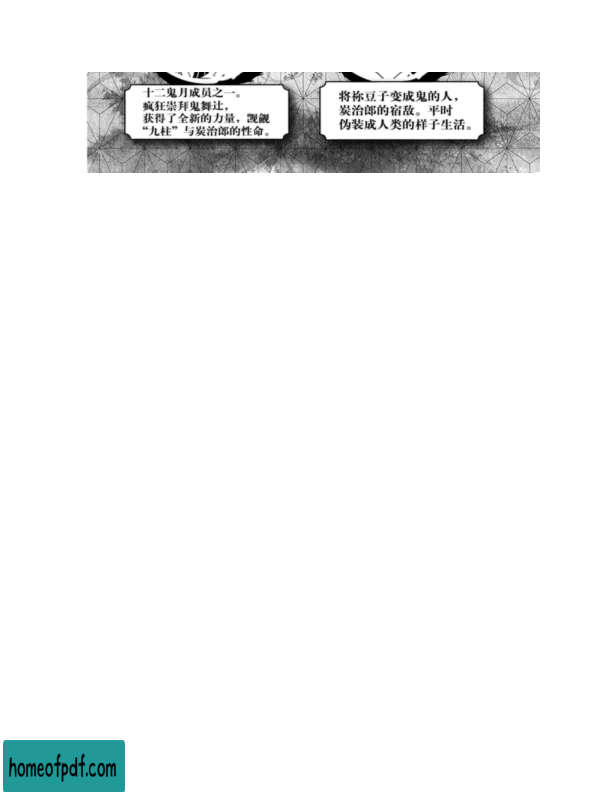 十二鬼月成员之一。
疯狂崇拜鬼舞辻，
获得了全新的力量，觊觎
“九柱”与炭治郎的性命。
将祢豆子变成鬼的人，
炭治郎的宿敌。平时
伪装成人类的样子生活。
homeofpdf.com